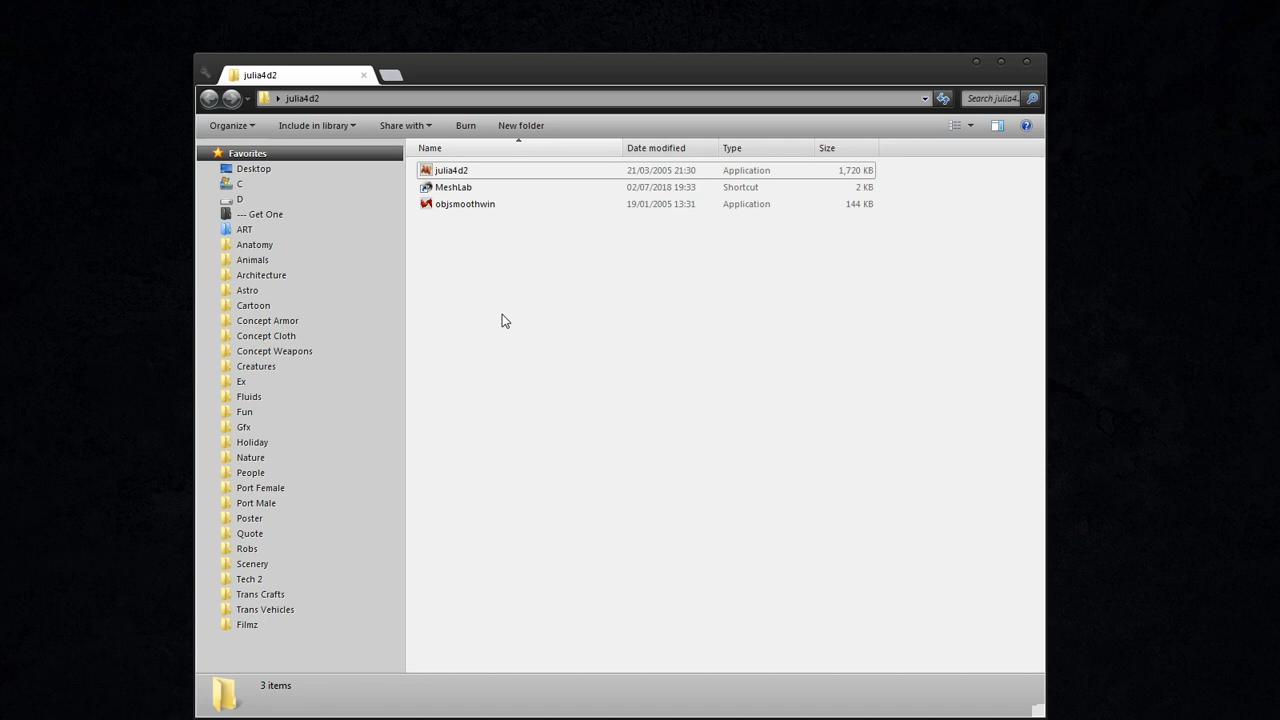 julia4d2
julia4d2
Search julia4...
Organize Include in library Share with Burn New folder
Favorites
Desktop
C
D
--- Get One
ART
Anatomy
Animals
Architecture
Astro
Cartoon
Concept Armor
Concept Cloth
Concept Weapons
Creatures
Ex
Fluids
Fun
Gfx
Holiday
Nature
People
Port Female
Port Male
Poster
Quote
Robs
Scenery
Tech 2
Trans Crafts
Trans Vehicles
Filmz
Name Date modified Type Size
julia4d2 21/03/2005 21:30 Application 1,720 KB
MeshLab 02/07/2018 19:33 Shortcut 2 KB
objsmoothwin 19/01/2005 13:31 Application 144 KB
3 items